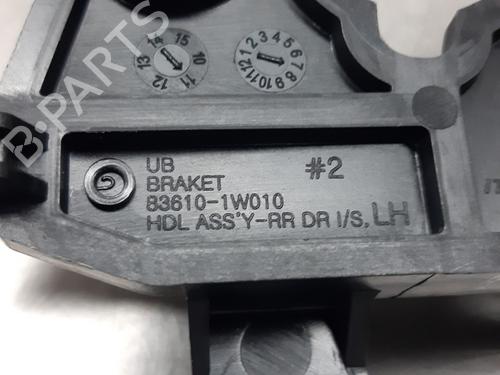 B-PARTS
13 14 15 10 11 12
1 2 3 4 5 6 7 8 9 10 11 12
UB
BRAKET
#2
83610-1W010
HDL ASS'Y-RR DR I/S, LH